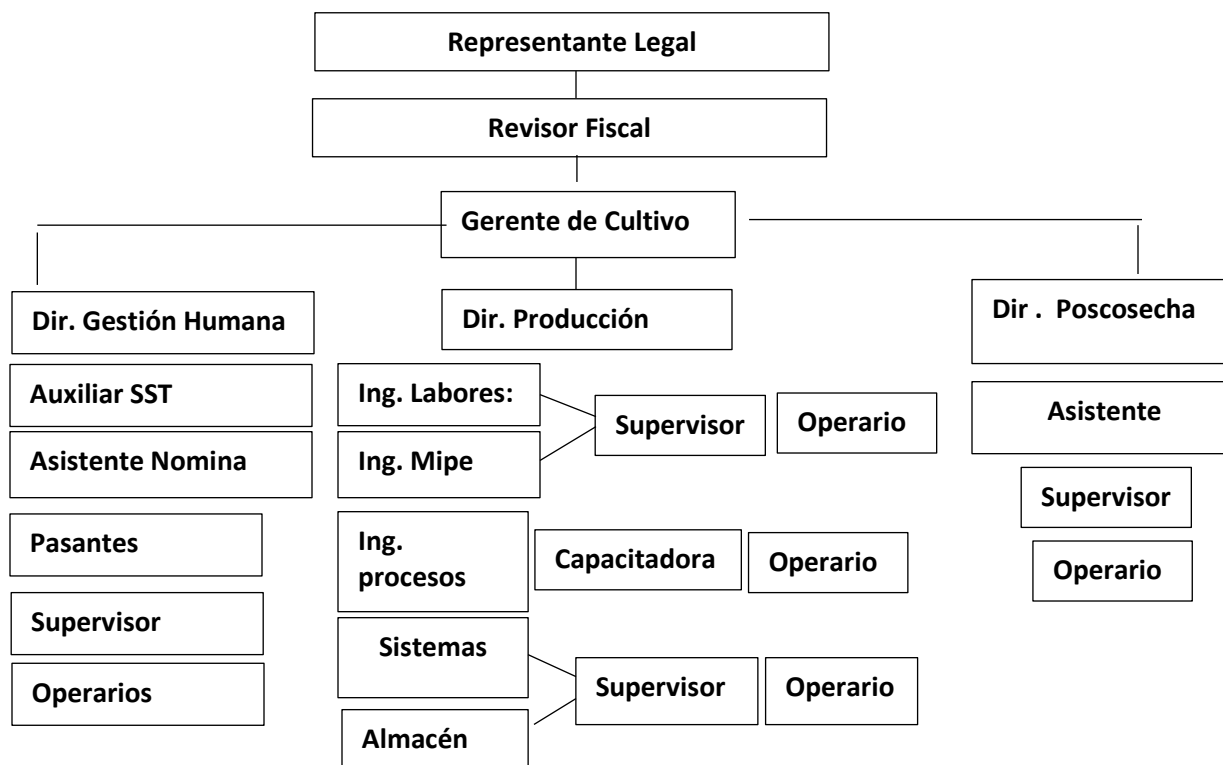 Representante Legal
Revisor Fiscal
Gerente de Cultivo
Dir. Gestión Humana
Dir. Producción
Dir .  Poscosecha
Auxiliar SST
Asistente Nomina
Pasantes
Supervisor
Operarios
Ing. Labores:
Ing. Mipe
Supervisor
Operario
Ing.
procesos
Capacitadora
Operario
Sistemas
Almacén
Supervisor
Operario
Asistente
Supervisor
Operario